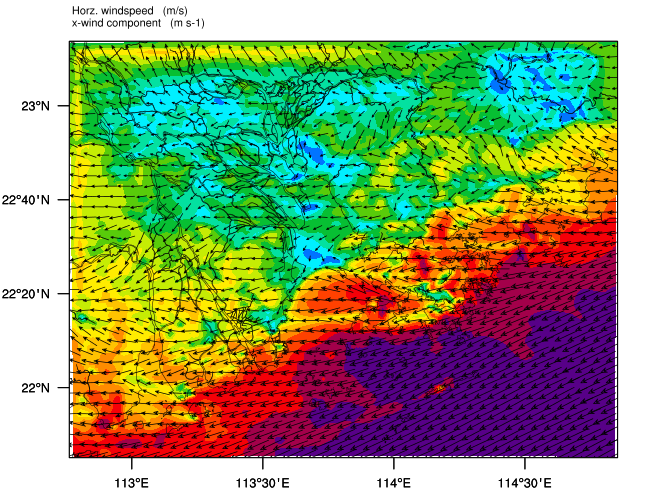 Horz. windspeed   (m/s)
x-wind component   (m s-1)
23°N
22°40'N
22°20'N
22°N
113°E
113°30'E
114°E
114°30'E